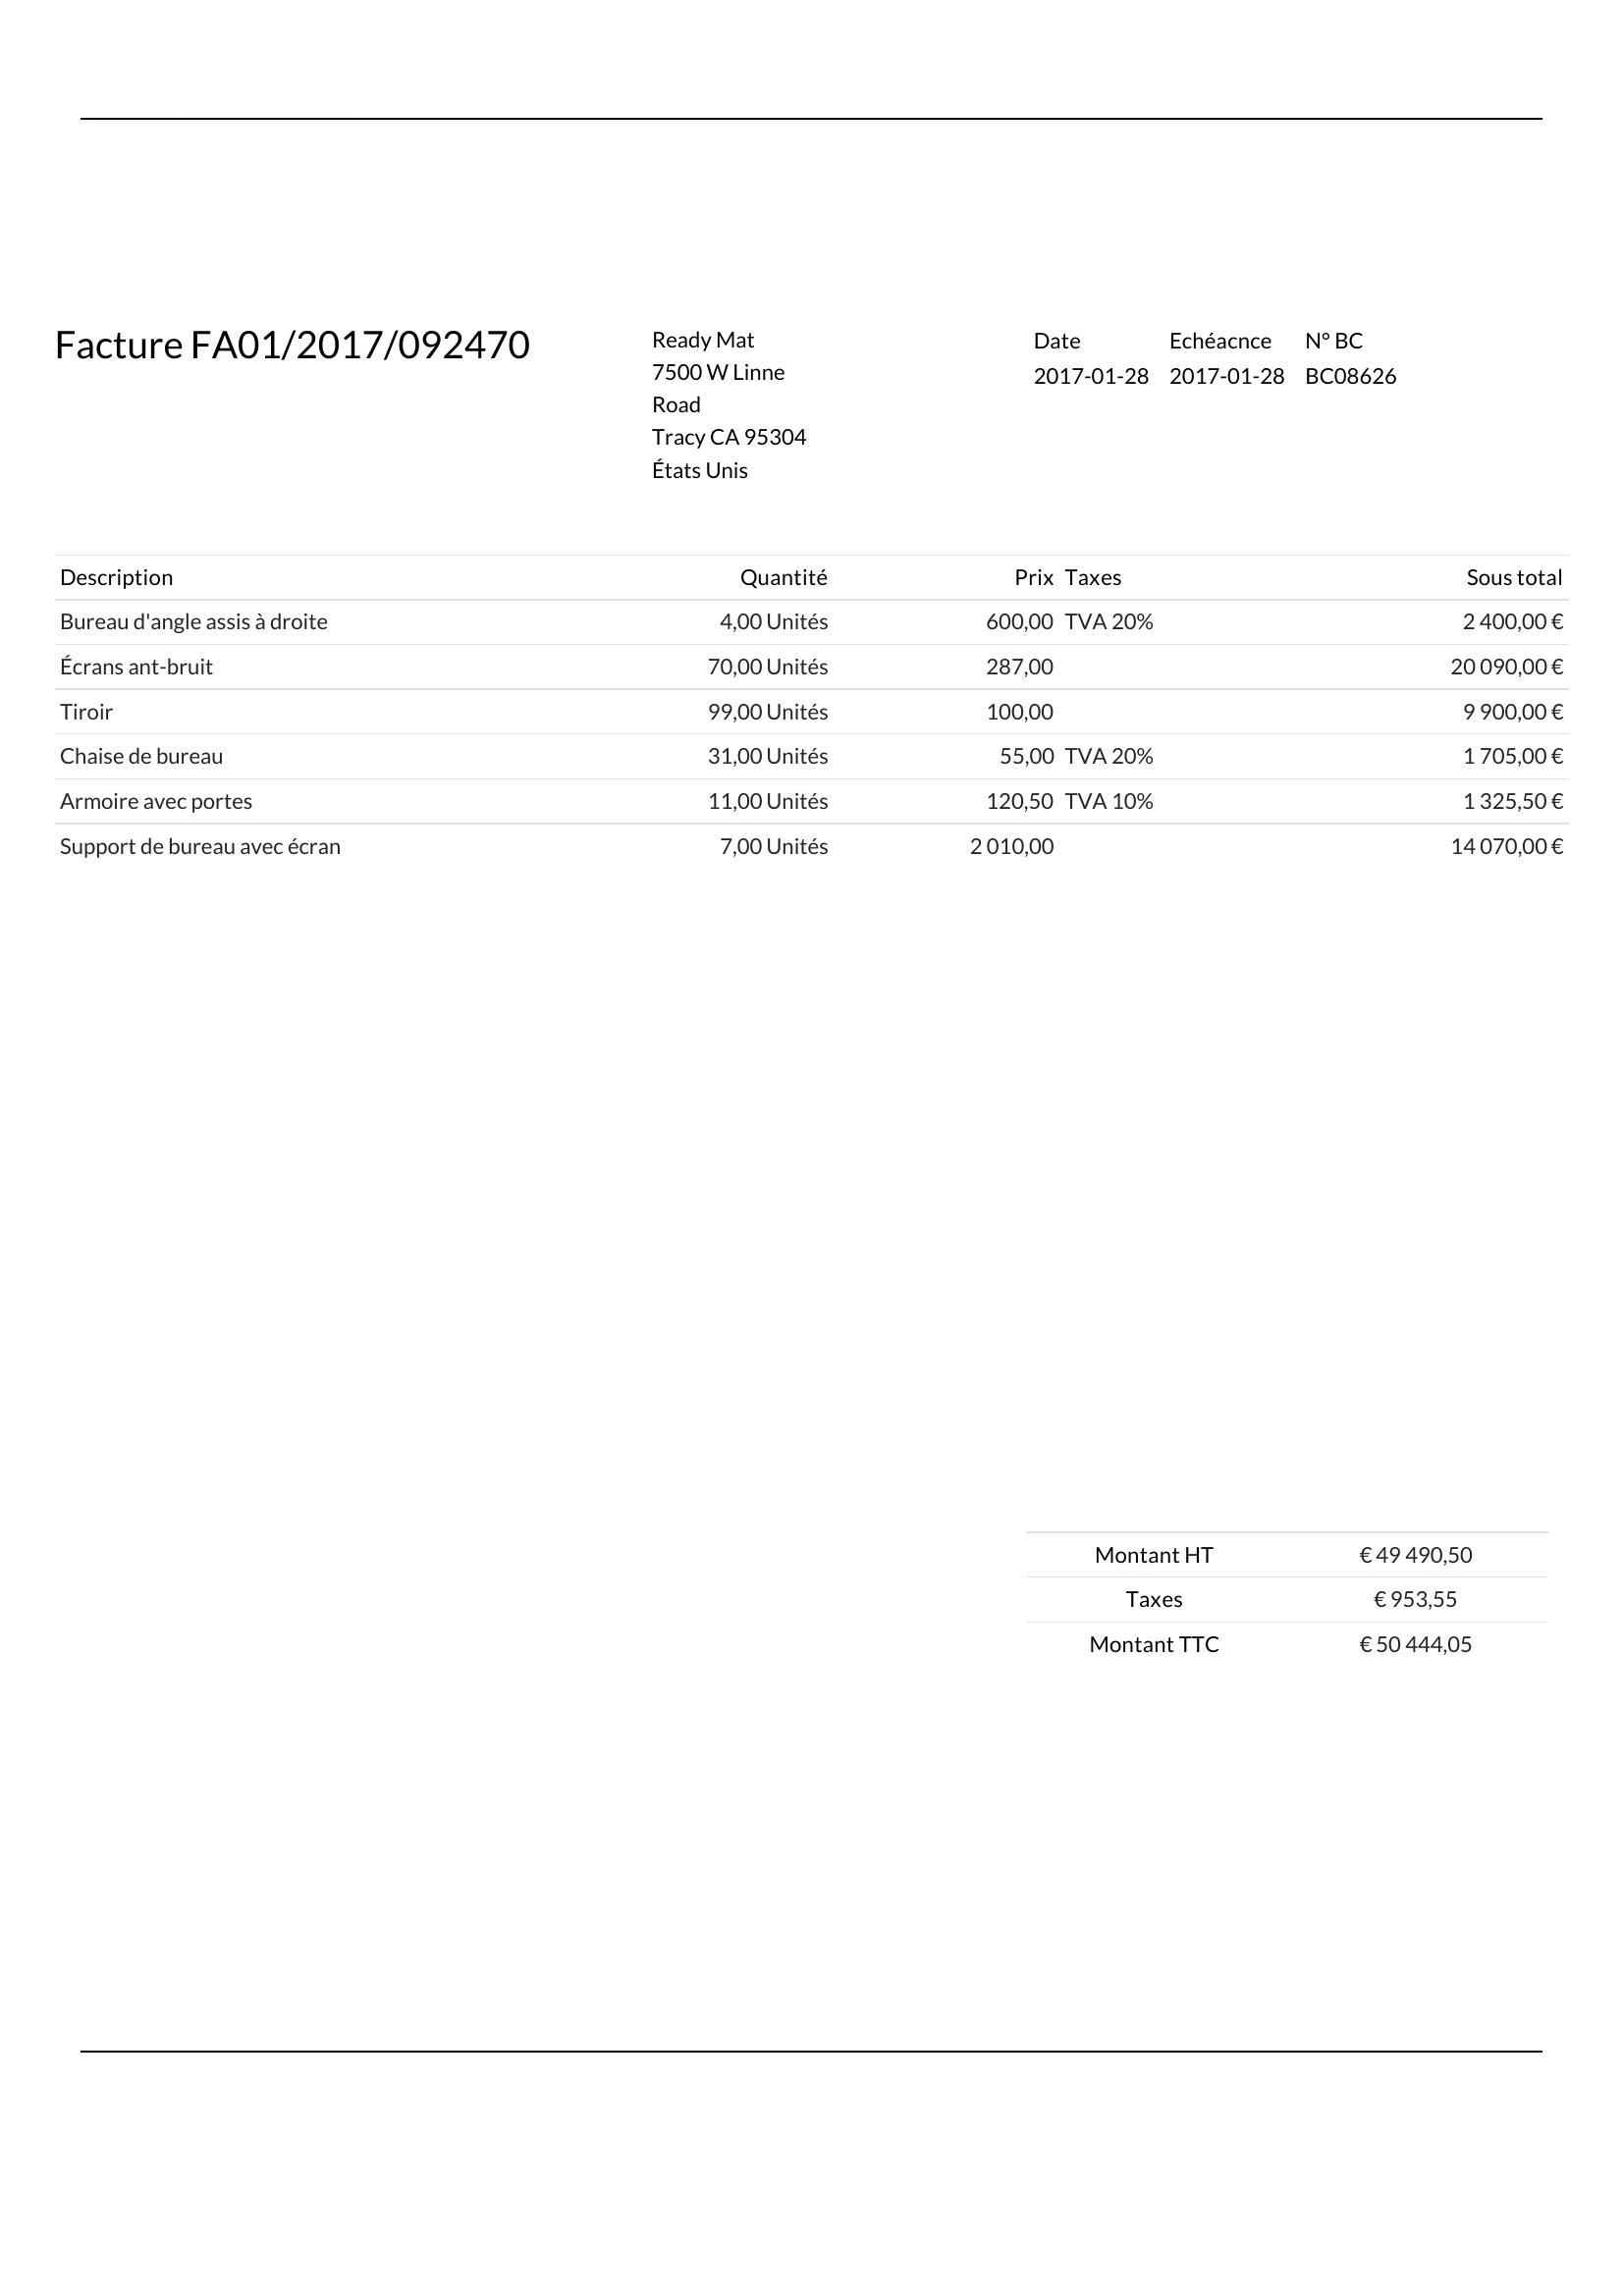 Facture FA01/2017/092470
Ready Mat
7500 W Linne
Road
Tracy CA 95304
États Unis
Date Echéacnce N° BC
2017-01-28 2017-01-28 BC08626
Description Quantité Prix Taxes Sous total
Bureau d'angle assis à droite 4,00 Unités 600,00 TVA 20% 2 400,00 €
Écrans ant-bruit 70,00 Unités 287,00 20 090,00 €
Tiroir 99,00 Unités 100,00 9 900,00 €
Chaise de bureau 31,00 Unités 55,00 TVA 20% 1 705,00 €
Armoire avec portes 11,00 Unités 120,50 TVA 10% 1 325,50 €
Support de bureau avec écran 7,00 Unités 2 010,00 14 070,00 €
Montant HT € 49 490,50
Taxes € 953,55
Montant TTC € 50 444,05